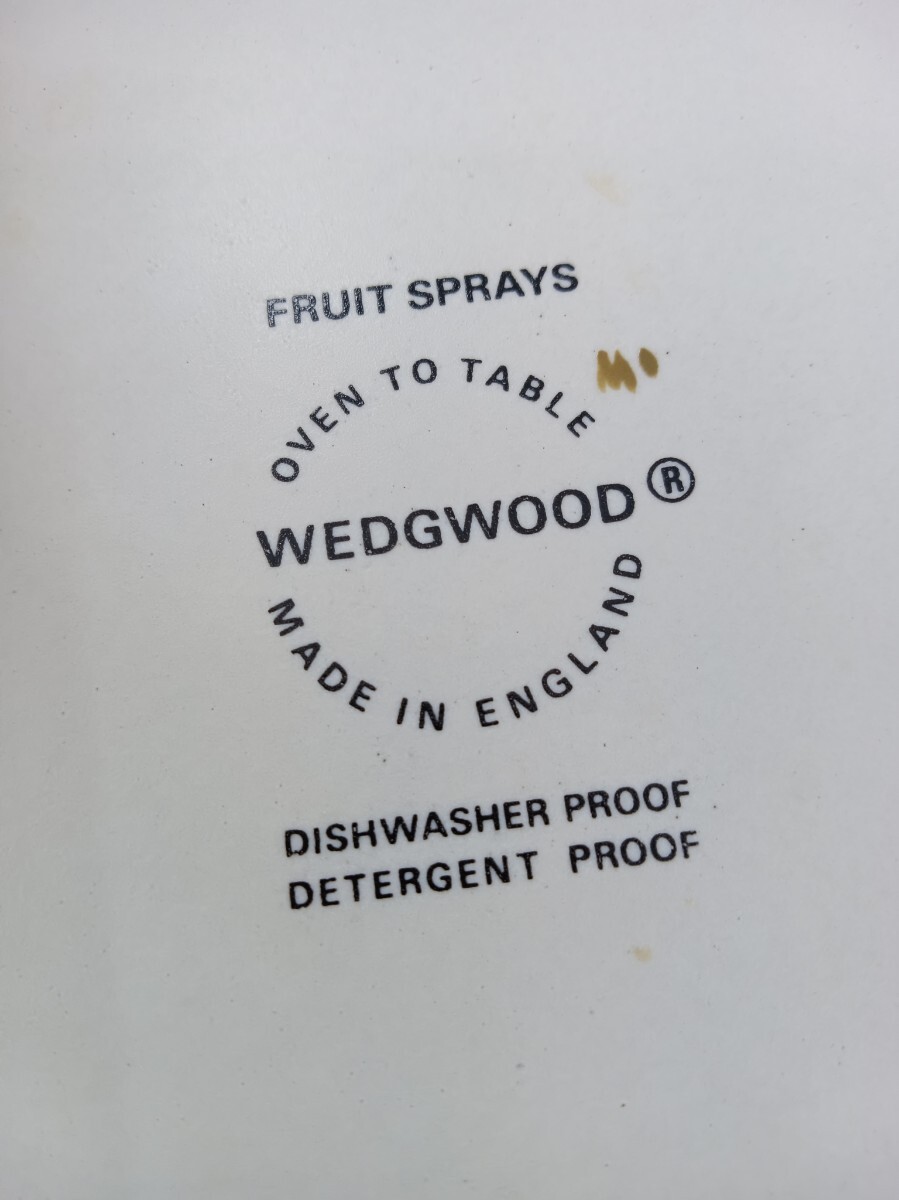 FRUIT SPRAYS
OVEN TO TABLE
WEDGWOOD ®
MADE IN ENGLAND
DISHWASHER PROOF
DETERGENT PROOF